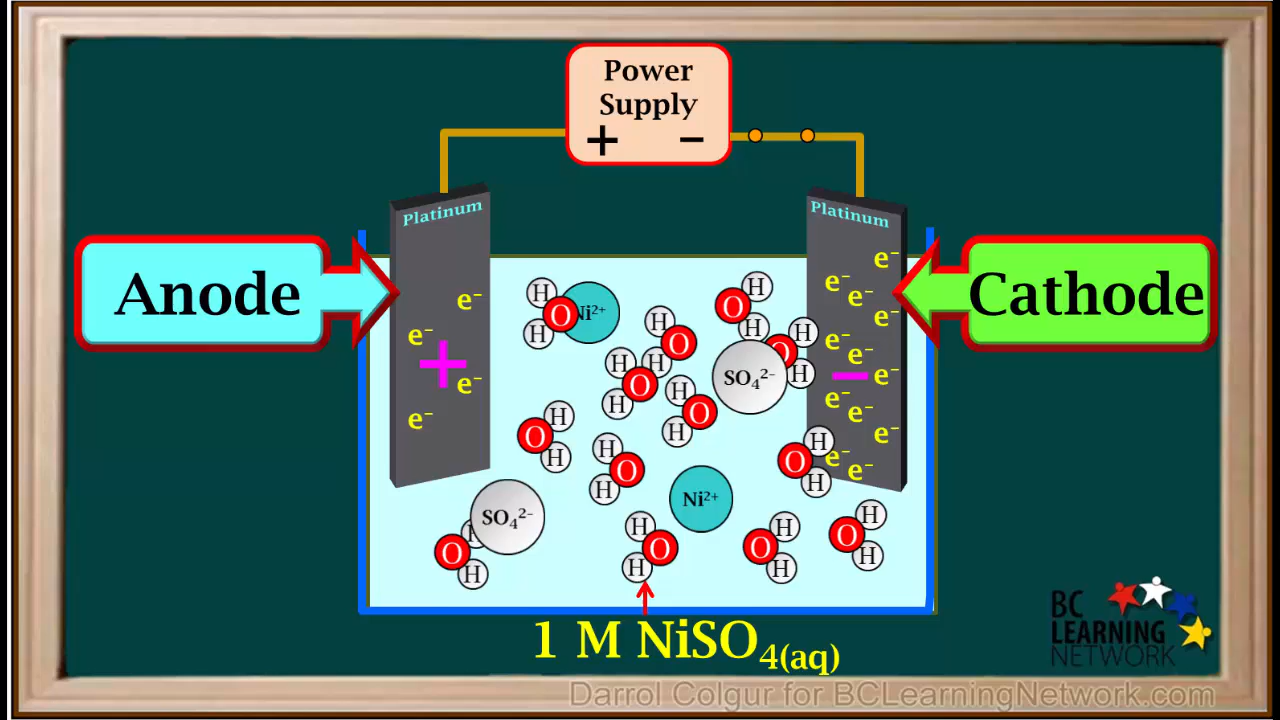 Power
Supply
+ −
Platinum
Platinum
Anode
Cathode
e⁻
e⁻
e⁻
e⁻
+
e⁻
e⁻
e⁻
e⁻
e⁻
e⁻
e⁻
−
e⁻
e⁻
e⁻
e⁻
e⁻
H
O
H
Ni²⁺
H
O
H
H
O
H
H
O
H
SO₄²⁻
H
O
H
H
O
H
H
O
H
H
O
H
H
O
H
Ni²⁺
SO₄²⁻
H
O
H
H
O
H
H
O
H
H
O
H
1 M NiSO₄(aq)
BC
LEARNING
NETWORK
Darrol Colgur for BCLearningNetwork.com